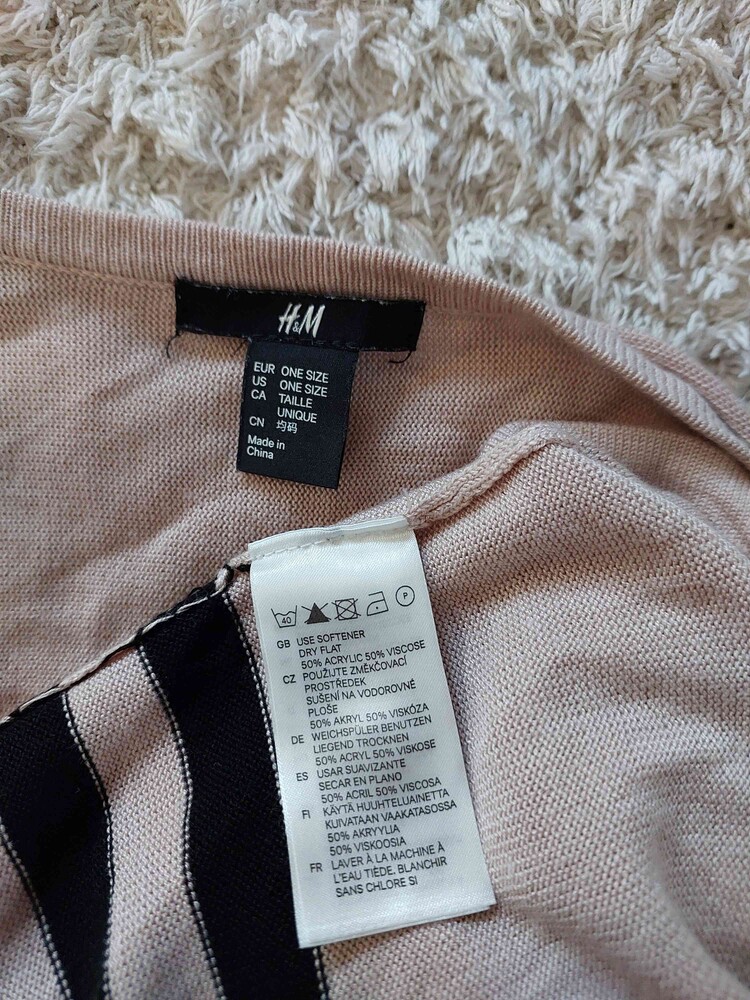 H&M
EUR ONE SIZE
US ONE SIZE
CA TAILLE
UNIQUE
CN 均码
Made in
China
40 P
GB USE SOFTENER
DRY FLAT
50% ACRYLIC 50% VISCOSE
CZ POUŽIJTE ZMĚKČOVACÍ
PROSTŘEDEK
SUŠENÍ NA VODOROVNÉ
PLOŠE
50% AKRYL 50% VISKÓZA
DE WEICHSPÜLER BENUTZEN
LIEGEND TROCKNEN
50% ACRYL 50% VISKOSE
ES USAR SUAVIZANTE
SECAR EN PLANO
50% ACRIL 50% VISCOSA
FI KÄYTÄ HUUHTELUAINETTA
KUIVATAAN VAAKATASOSSA
50% AKRYYLIA
50% VISKOOSIA
FR LAVER À LA MACHINE À
L'EAU TIÈDE. BLANCHIR
SANS CHLORE SI